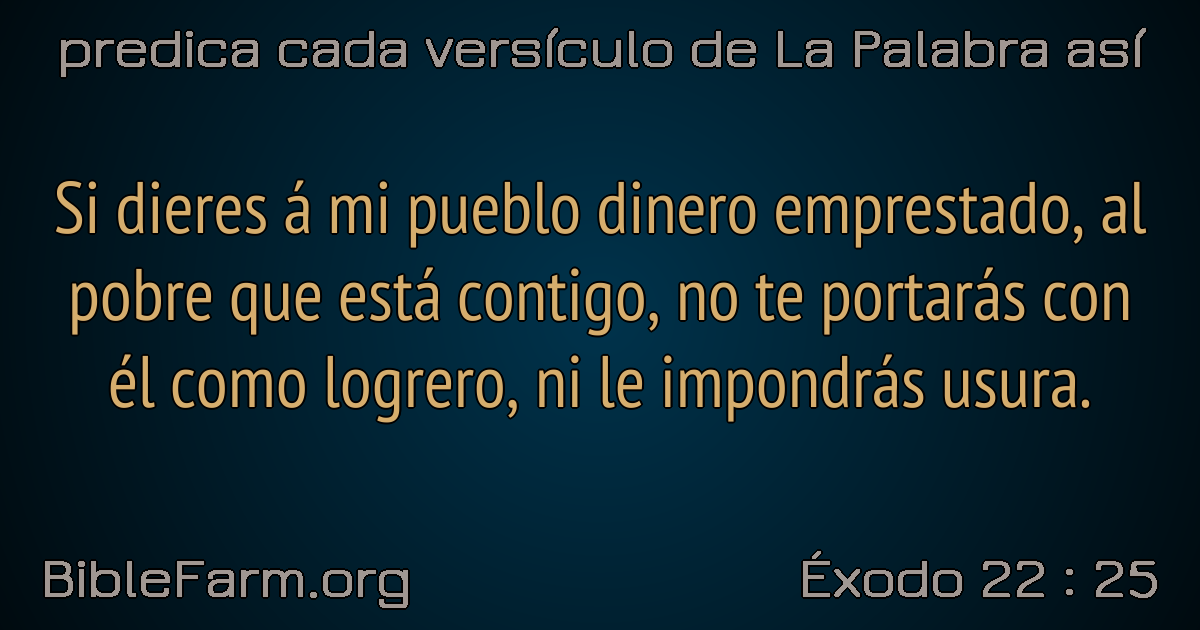 predica cada versículo de La Palabra así
Si dieres á mi pueblo dinero emprestado, al
pobre que está contigo, no te portarás con
él como logrero, ni le impondrás usura.
BibleFarm.org
Éxodo 22 : 25